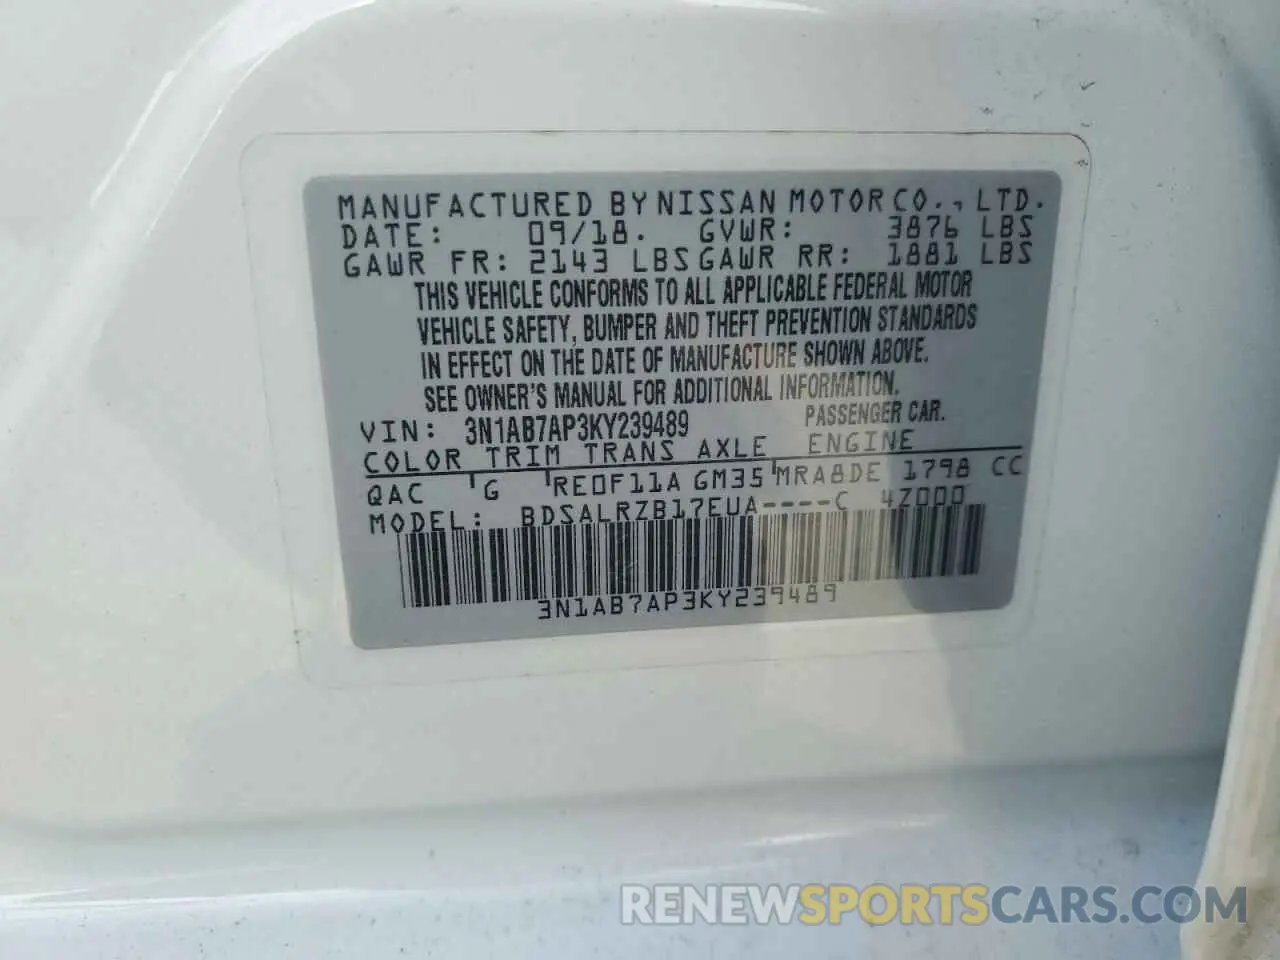 MANUFACTURED BY NISSAN MOTOR CO., LTD.
DATE: 09/18. GVWR: 3876 LBS
GAWR FR: 2143 LBS GAWR RR: 1881 LBS
THIS VEHICLE CONFORMS TO ALL APPLICABLE FEDERAL MOTOR
VEHICLE SAFETY, BUMPER AND THEFT PREVENTION STANDARDS
IN EFFECT ON THE DATE OF MANUFACTURE SHOWN ABOVE.
SEE OWNER'S MANUAL FOR ADDITIONAL INFORMATION.
VIN: 3N1AB7AP3KY239489 PASSENGER CAR.
COLOR TRIM TRANS AXLE ENGINE
QAC G RE0F11A GM35 MRA8DE 1798 CC
MODEL: BDSALRZB17EUA----C 4Z000
3N1AB7AP3KY239489
RENEWSPORTSCARS.COM